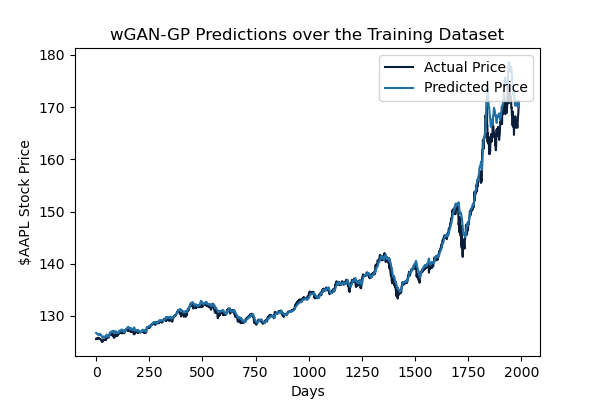 wGAN-GP Predictions over the Training Dataset
180
170
160
150
140
130
$AAPL Stock Price
Actual Price
Predicted Price
0 250 500 750 1000 1250 1500 1750 2000
Days